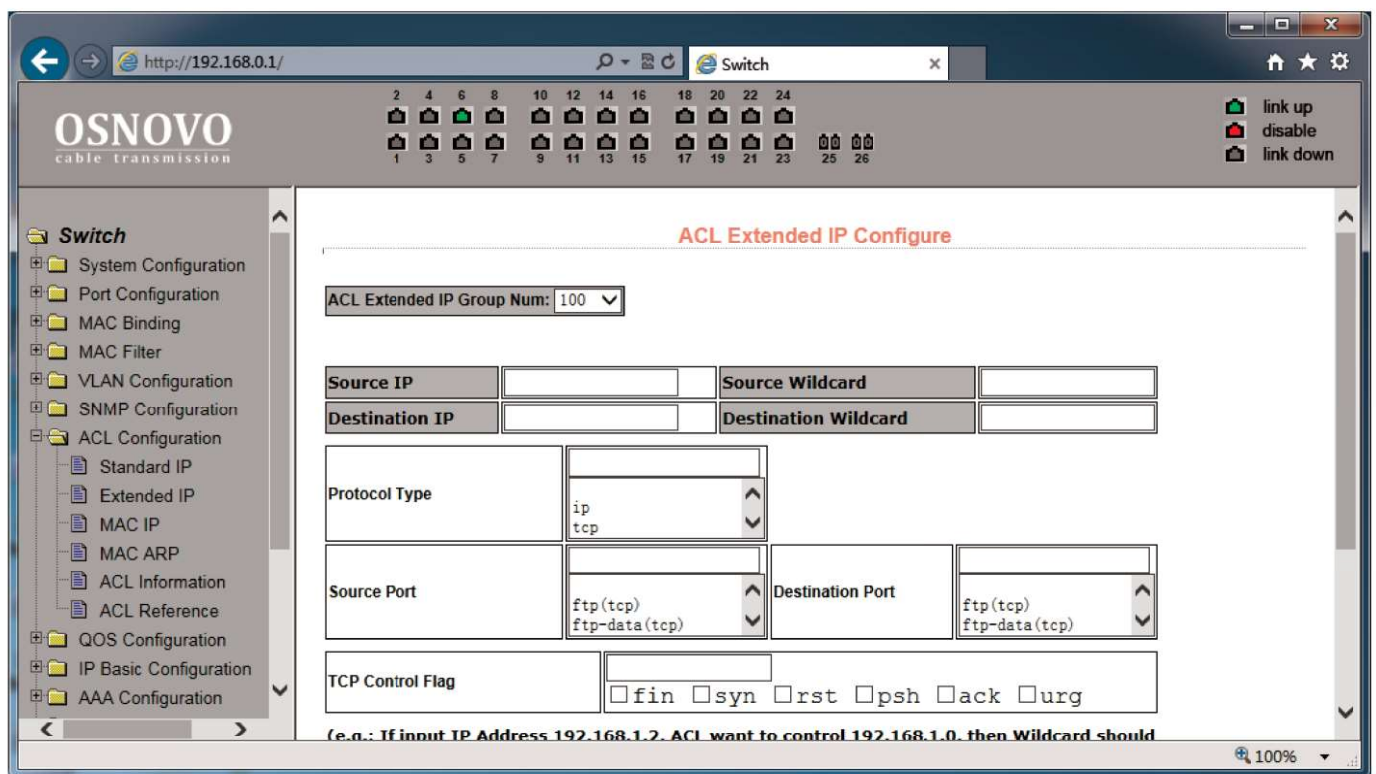 http://192.168.0.1/
Switch
OSNOVO
cable transmission
2 4 6 8 10 12 14 16 18 20 22 24
1 3 5 7 9 11 13 15 17 19 21 23 25 26
link up
disable
link down
Switch
System Configuration
Port Configuration
MAC Binding
MAC Filter
VLAN Configuration
SNMP Configuration
ACL Configuration
Standard IP
Extended IP
MAC IP
MAC ARP
ACL Information
ACL Reference
QOS Configuration
IP Basic Configuration
AAA Configuration
ACL Extended IP Configure
ACL Extended IP Group Num: 100
Source IP Source Wildcard
Destination IP Destination Wildcard
Protocol Type
ip
tcp
Source Port
ftp(tcp)
ftp-data(tcp)
Destination Port
ftp(tcp)
ftp-data(tcp)
TCP Control Flag
fin syn rst psh ack urg
(e.g.: If input IP Address 192.168.1.2, ACL want to control 192.168.1.0, then Wildcard should
100%